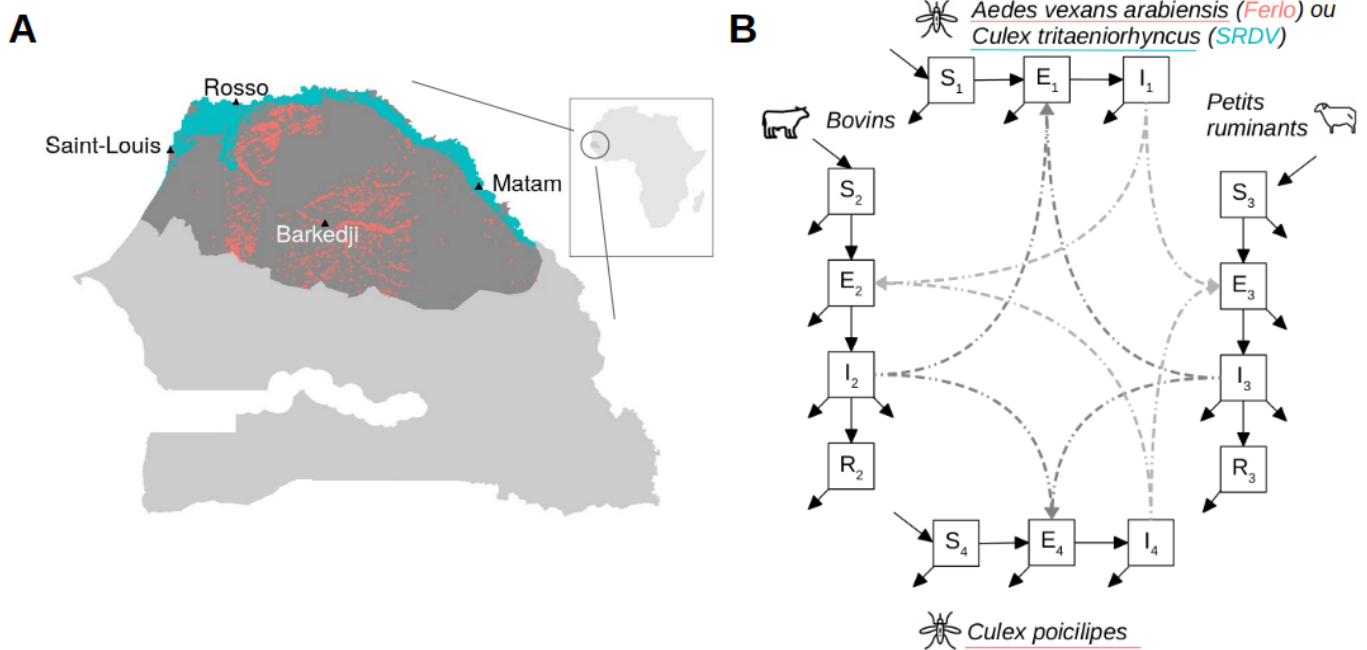 A
Rosso
Saint-Louis
Matam
Barkedji
B
Aedes vexans arabiensis (Ferlo) ou
Culex tritaeniorhyncus (SRDV)
S1
E1
I1
Bovins
Petits
ruminants
S2
S3
E2
E3
I2
I3
R2
R3
S4
E4
I4
Culex poicilipes